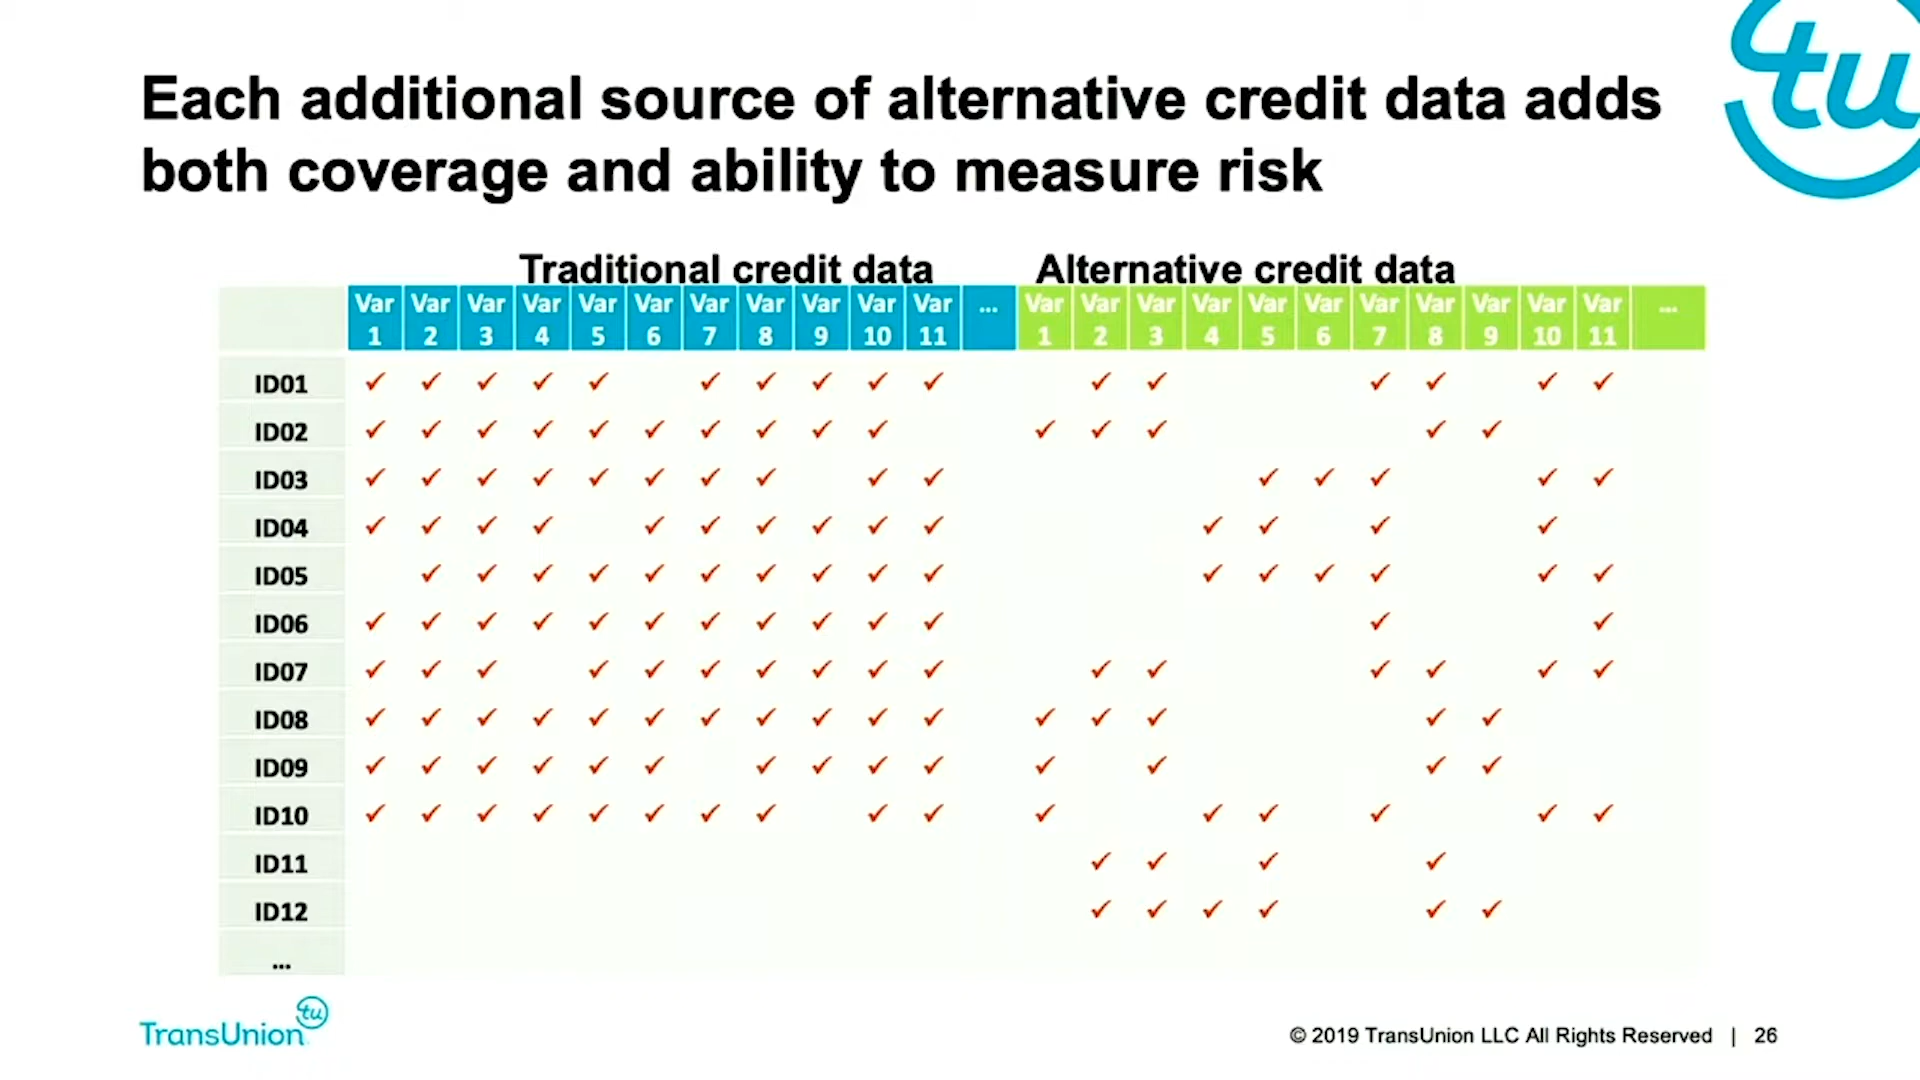 tu
Each additional source of alternative credit data adds
both coverage and ability to measure risk
Traditional credit data Alternative credit data
Var Var Var Var Var Var Var Var Var Var Var ... Var Var Var Var Var Var Var Var Var Var Var ...
1 2 3 4 5 6 7 8 9 10 11 1 2 3 4 5 6 7 8 9 10 11
ID01 ✓ ✓ ✓ ✓ ✓ ✓ ✓ ✓ ✓ ✓ ✓ ✓ ✓ ✓ ✓ ✓
ID02 ✓ ✓ ✓ ✓ ✓ ✓ ✓ ✓ ✓ ✓ ✓ ✓ ✓ ✓ ✓
ID03 ✓ ✓ ✓ ✓ ✓ ✓ ✓ ✓ ✓ ✓ ✓ ✓ ✓ ✓ ✓
ID04 ✓ ✓ ✓ ✓ ✓ ✓ ✓ ✓ ✓ ✓ ✓ ✓ ✓ ✓
ID05 ✓ ✓ ✓ ✓ ✓ ✓ ✓ ✓ ✓ ✓ ✓ ✓ ✓ ✓ ✓ ✓
ID06 ✓ ✓ ✓ ✓ ✓ ✓ ✓ ✓ ✓ ✓ ✓ ✓ ✓
ID07 ✓ ✓ ✓ ✓ ✓ ✓ ✓ ✓ ✓ ✓ ✓ ✓ ✓ ✓ ✓ ✓
ID08 ✓ ✓ ✓ ✓ ✓ ✓ ✓ ✓ ✓ ✓ ✓ ✓ ✓ ✓ ✓ ✓
ID09 ✓ ✓ ✓ ✓ ✓ ✓ ✓ ✓ ✓ ✓ ✓ ✓ ✓ ✓
ID10 ✓ ✓ ✓ ✓ ✓ ✓ ✓ ✓ ✓ ✓ ✓ ✓ ✓ ✓ ✓ ✓
ID11 ✓ ✓ ✓ ✓
ID12 ✓ ✓ ✓ ✓ ✓ ✓
...
TransUnion tu
© 2019 TransUnion LLC All Rights Reserved | 26